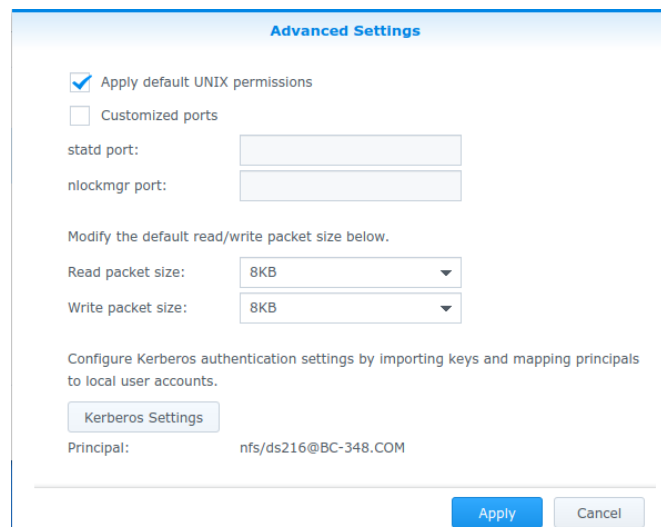 Advanced Settings
Apply default UNIX permissions
Customized ports
statd port:
nlockmgr port:
Modify the default read/write packet size below.
Read packet size: 8KB
Write packet size: 8KB
Configure Kerberos authentication settings by importing keys and mapping principals
to local user accounts.
Kerberos Settings
Principal: nfs/ds216@BC-348.COM
Apply Cancel